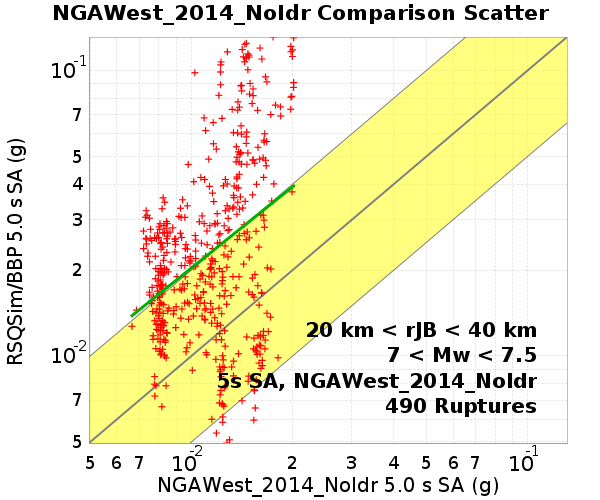 NGAWest_2014_NoIdr Comparison Scatter
RSQSim/BBP 5.0 s SA (g)
10-1
7
5
4
3
2
10-2
7
5
20 km < rJB < 40 km
7 < Mw < 7.5
5s SA, NGAWest_2014_NoIdr
490 Ruptures
5 6 7 10-2 2 3 4 5 6 7 10-1
NGAWest_2014_NoIdr 5.0 s SA (g)